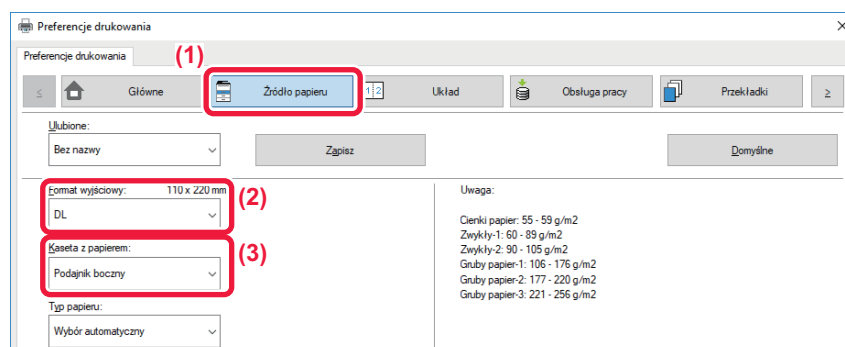 Preferencje drukowania
Preferencje drukowania
(1)
≤ Główne Źródło papieru 1 2 Układ Obsługa pracy Przekładki ≥
Ulubione:
Bez nazwy Zapisz Domyślne
Format wyjściowy: 110 x 220 mm
(2)
DL
Kaseta z papierem:
(3)
Podajnik boczny
Typ papieru:
Wybór automatyczny
Uwaga:
Cienki papier: 55 - 59 g/m2
Zwykły-1: 60 - 89 g/m2
Zwykły-2: 90 - 105 g/m2
Gruby papier-1: 106 - 176 g/m2
Gruby papier-2: 177 - 220 g/m2
Gruby papier-3: 221 - 256 g/m2